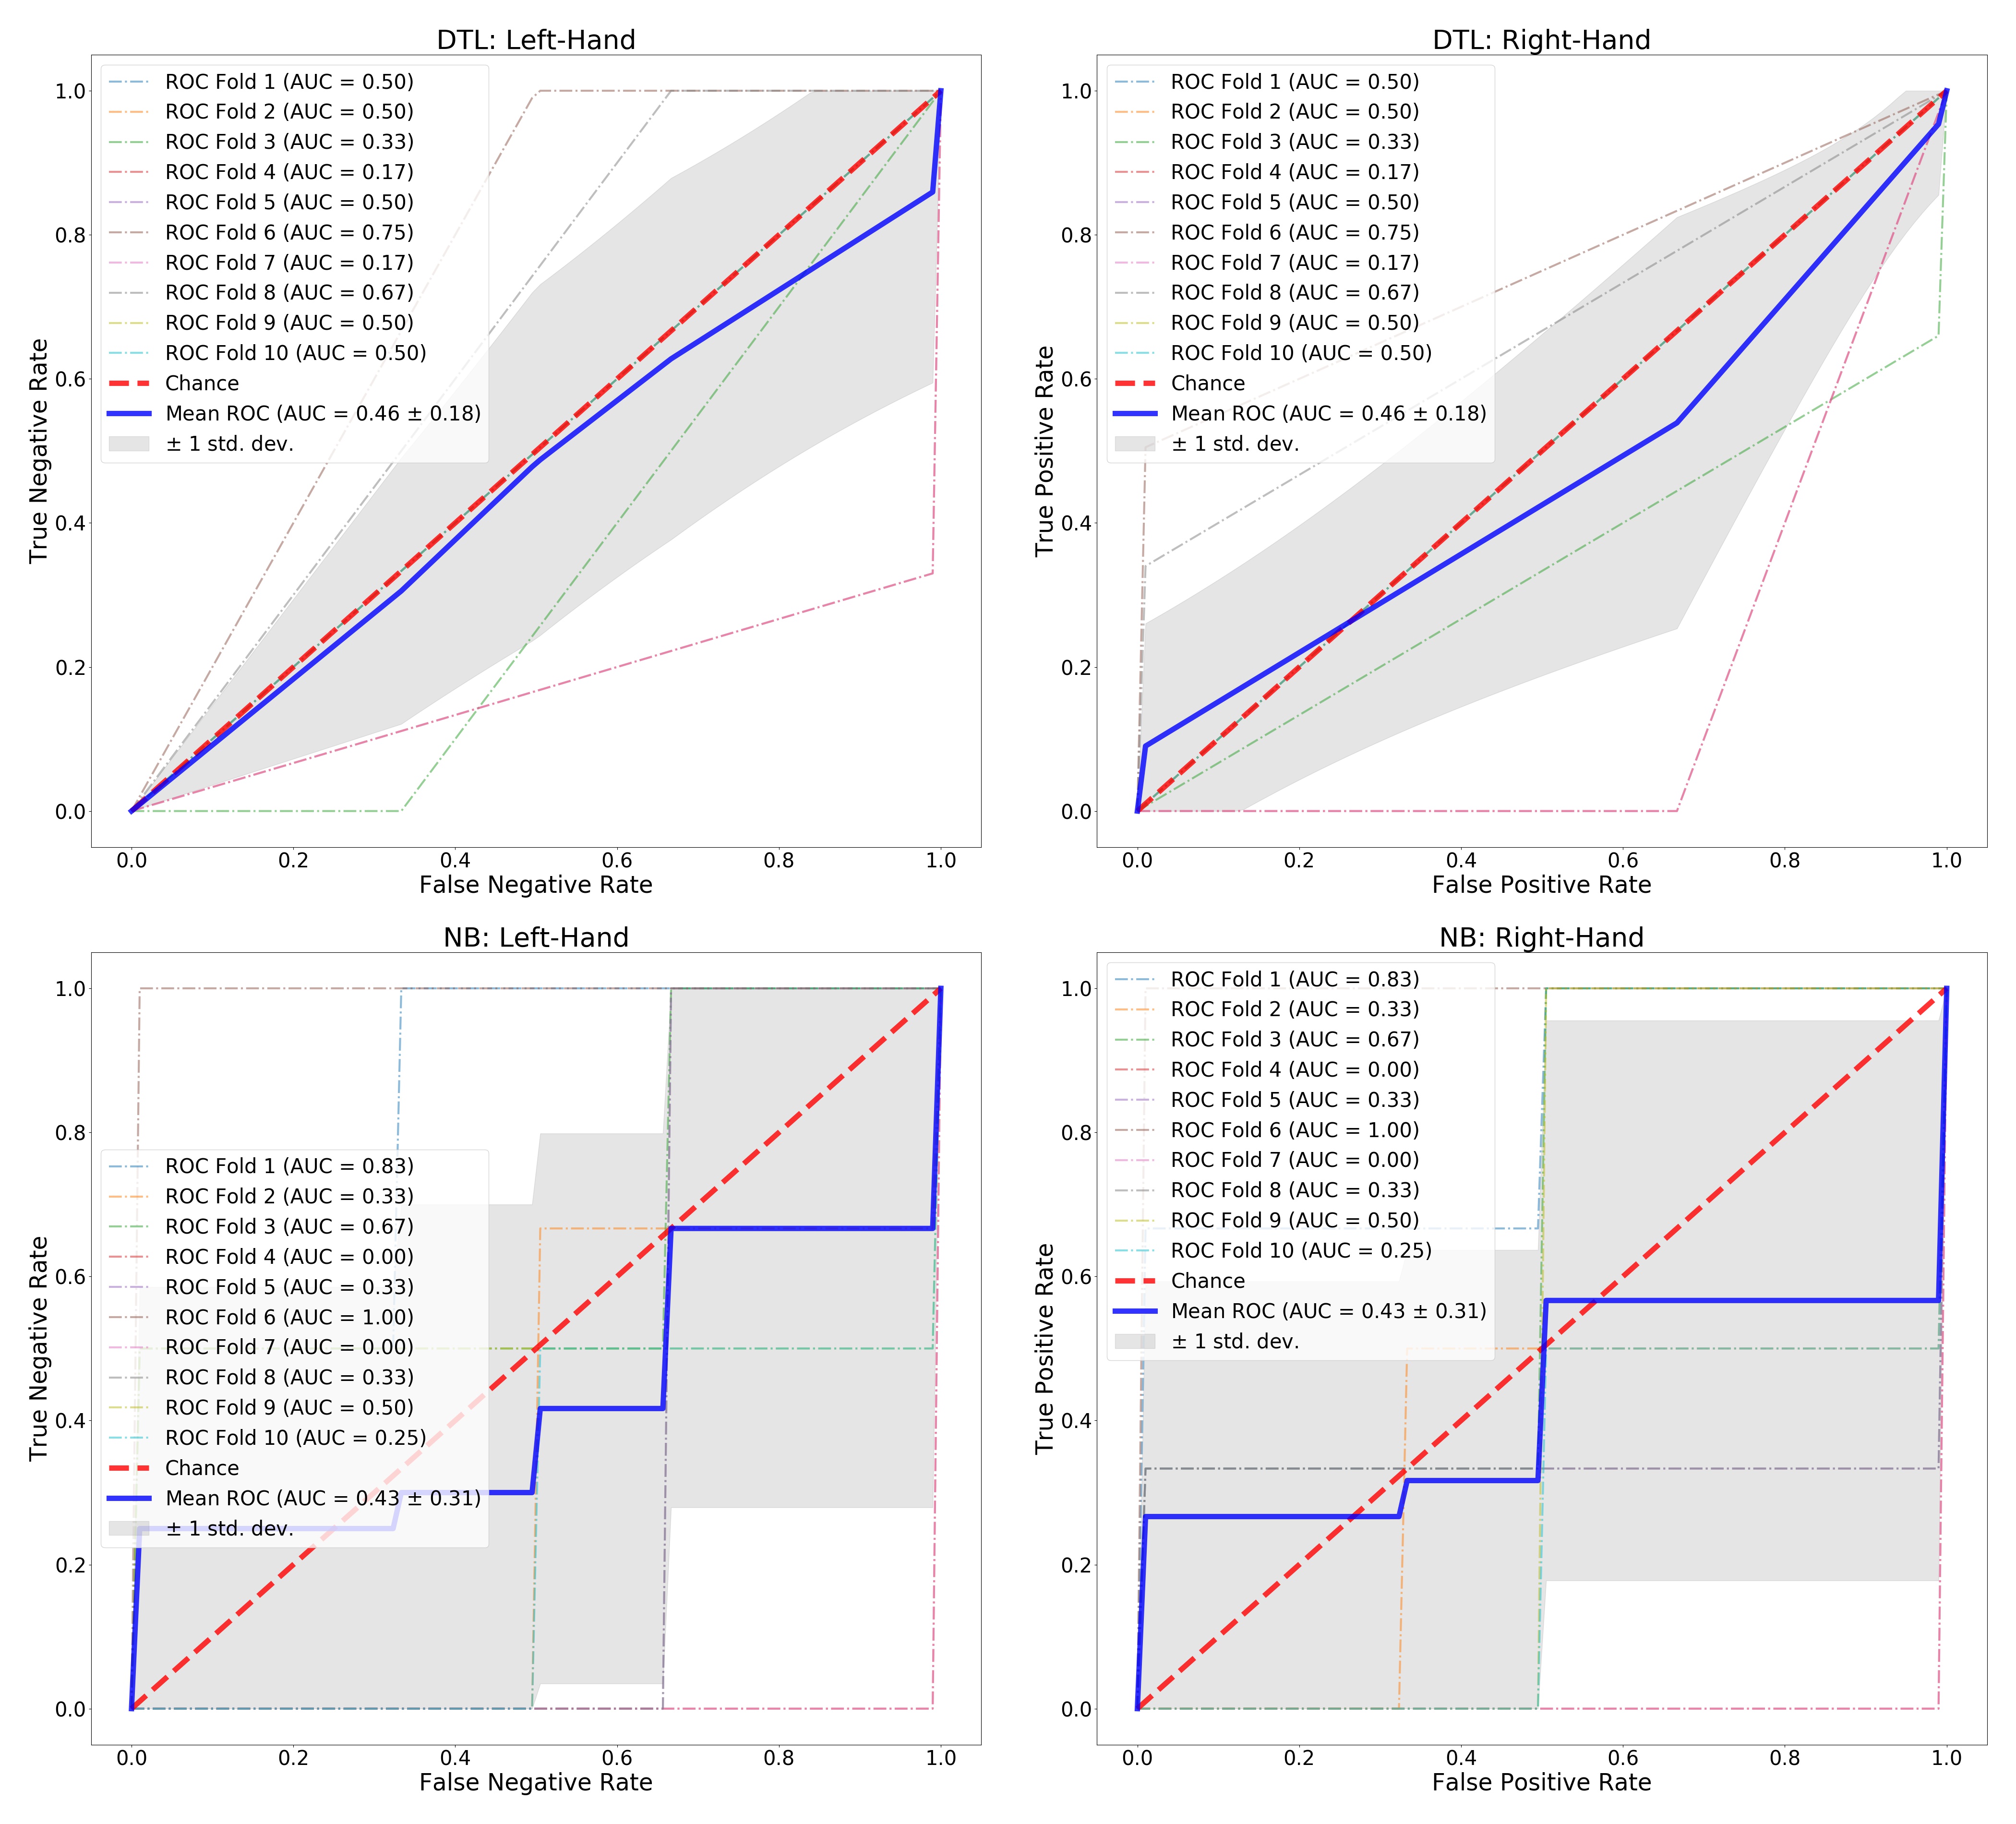 DTL: Left-Hand
1.0
0.8
0.6
0.4
0.2
0.0
True Negative Rate
ROC Fold 1 (AUC = 0.50)
ROC Fold 2 (AUC = 0.50)
ROC Fold 3 (AUC = 0.33)
ROC Fold 4 (AUC = 0.17)
ROC Fold 5 (AUC = 0.50)
ROC Fold 6 (AUC = 0.75)
ROC Fold 7 (AUC = 0.17)
ROC Fold 8 (AUC = 0.67)
ROC Fold 9 (AUC = 0.50)
ROC Fold 10 (AUC = 0.50)
Chance
Mean ROC (AUC = 0.46 ± 0.18)
± 1 std. dev.
0.0 0.2 0.4 0.6 0.8 1.0
False Negative Rate
DTL: Right-Hand
1.0
0.8
0.6
0.4
0.2
0.0
True Positive Rate
ROC Fold 1 (AUC = 0.50)
ROC Fold 2 (AUC = 0.50)
ROC Fold 3 (AUC = 0.33)
ROC Fold 4 (AUC = 0.17)
ROC Fold 5 (AUC = 0.50)
ROC Fold 6 (AUC = 0.75)
ROC Fold 7 (AUC = 0.17)
ROC Fold 8 (AUC = 0.67)
ROC Fold 9 (AUC = 0.50)
ROC Fold 10 (AUC = 0.50)
Chance
Mean ROC (AUC = 0.46 ± 0.18)
± 1 std. dev.
0.0 0.2 0.4 0.6 0.8 1.0
False Positive Rate
NB: Left-Hand
1.0
0.8
0.6
0.4
0.2
0.0
True Negative Rate
ROC Fold 1 (AUC = 0.83)
ROC Fold 2 (AUC = 0.33)
ROC Fold 3 (AUC = 0.67)
ROC Fold 4 (AUC = 0.00)
ROC Fold 5 (AUC = 0.33)
ROC Fold 6 (AUC = 1.00)
ROC Fold 7 (AUC = 0.00)
ROC Fold 8 (AUC = 0.33)
ROC Fold 9 (AUC = 0.50)
ROC Fold 10 (AUC = 0.25)
Chance
Mean ROC (AUC = 0.43 ± 0.31)
± 1 std. dev.
0.0 0.2 0.4 0.6 0.8 1.0
False Negative Rate
NB: Right-Hand
1.0
0.8
0.6
0.4
0.2
0.0
True Positive Rate
ROC Fold 1 (AUC = 0.83)
ROC Fold 2 (AUC = 0.33)
ROC Fold 3 (AUC = 0.67)
ROC Fold 4 (AUC = 0.00)
ROC Fold 5 (AUC = 0.33)
ROC Fold 6 (AUC = 1.00)
ROC Fold 7 (AUC = 0.00)
ROC Fold 8 (AUC = 0.33)
ROC Fold 9 (AUC = 0.50)
ROC Fold 10 (AUC = 0.25)
Chance
Mean ROC (AUC = 0.43 ± 0.31)
± 1 std. dev.
0.0 0.2 0.4 0.6 0.8 1.0
False Positive Rate